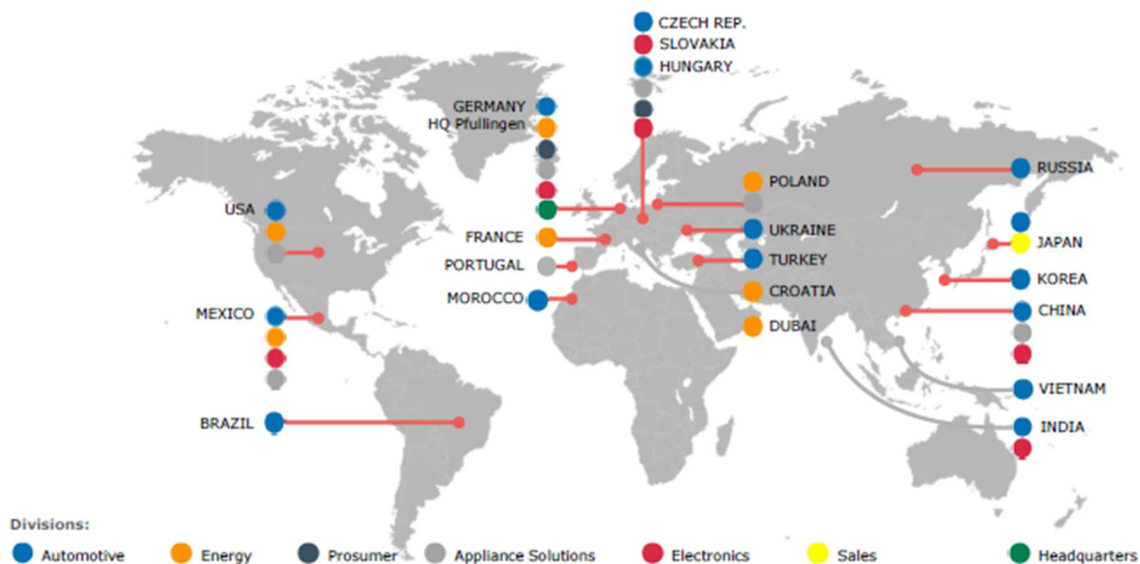 CZECH REP.
SLOVAKIA
HUNGARY
GERMANY
HQ Pfullingen
POLAND
RUSSIA
USA
FRANCE
UKRAINE
JAPAN
PORTUGAL
TURKEY
KOREA
MOROCCO
CROATIA
CHINA
MEXICO
DUBAI
VIETNAM
BRAZIL
INDIA
Divisions:
Automotive
Energy
Prosumer
Appliance Solutions
Electronics
Sales
Headquarters